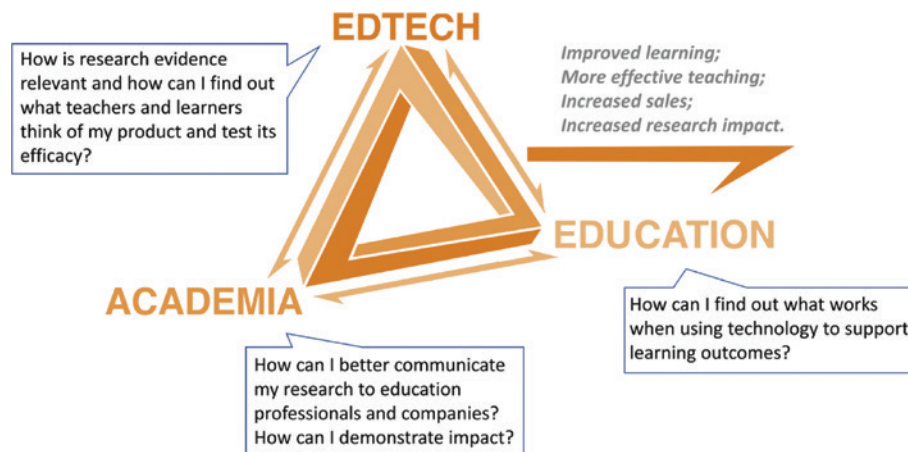 EDTECH
How is research evidence
relevant and how can I find out
what teachers and learners
think of my product and test its
efficacy?
Improved learning;
More effective teaching;
Increased sales;
Increased research impact.
EDUCATION
ACADEMIA
How can I find out what works
when using technology to support
learning outcomes?
How can I better communicate
my research to education
professionals and companies?
How can I demonstrate impact?